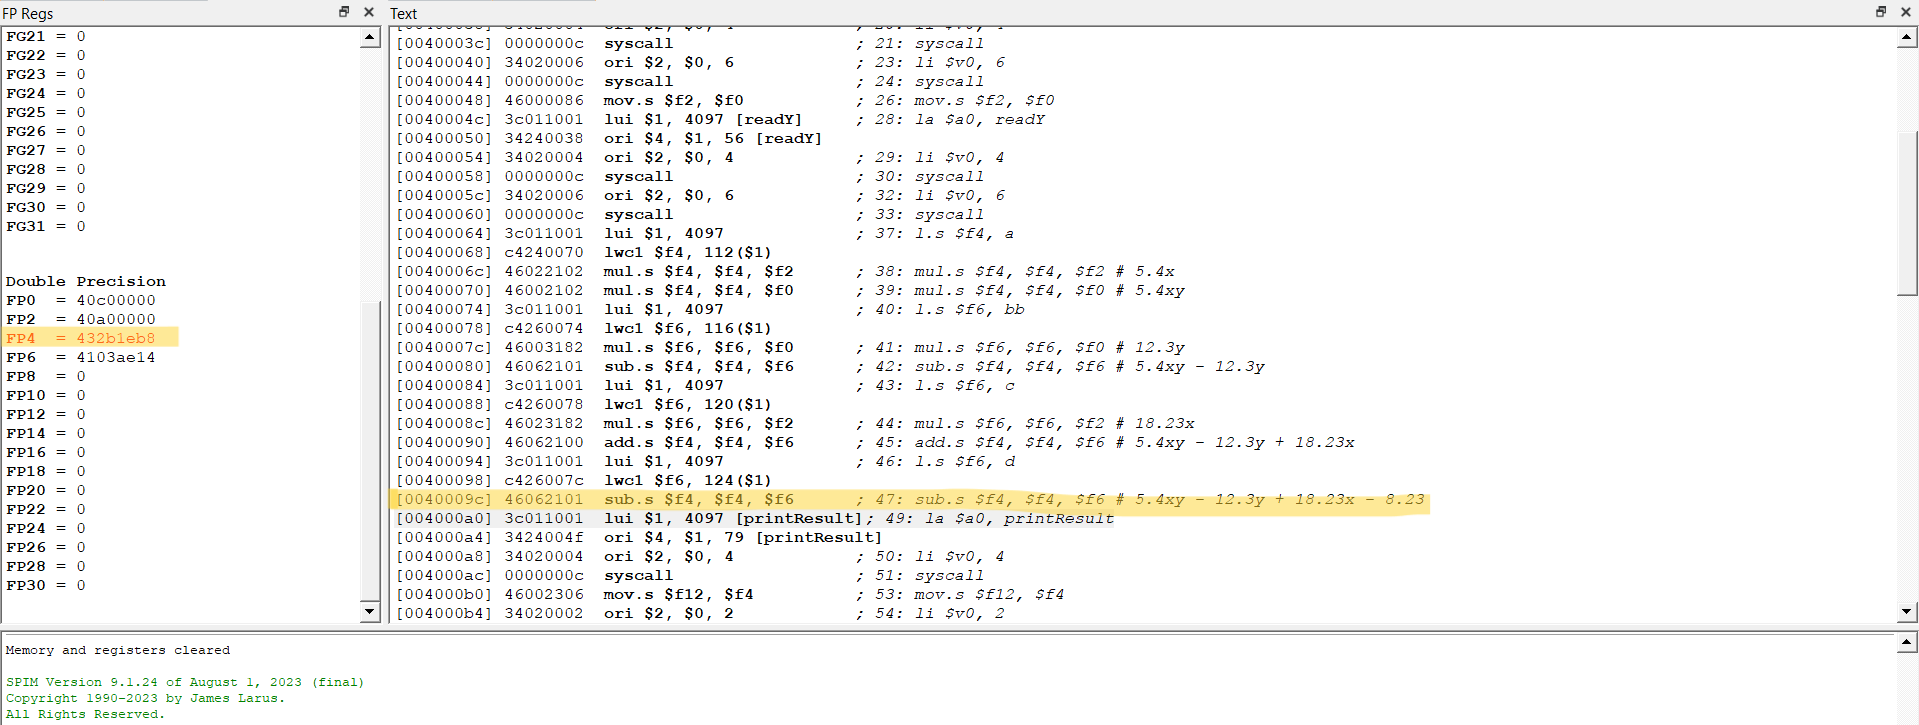 FP Regs
FG21 = 0
FG22 = 0
FG23 = 0
FG24 = 0
FG25 = 0
FG26 = 0
FG27 = 0
FG28 = 0
FG29 = 0
FG30 = 0
FG31 = 0
Double Precision
FP0 = 40c00000
FP2 = 40a00000
FP4 = 432b1eb8
FP6 = 4103ae14
FP8 = 0
FP10 = 0
FP12 = 0
FP14 = 0
FP16 = 0
FP18 = 0
FP20 = 0
FP22 = 0
FP24 = 0
FP26 = 0
FP28 = 0
FP30 = 0
Text
[0040003c] 0000000c syscall ; 21: syscall
[00400040] 34020006 ori $2, $0, 6 ; 23: li $v0, 6
[00400044] 0000000c syscall ; 24: syscall
[00400048] 46000086 mov.s $f2, $f0 ; 26: mov.s $f2, $f0
[0040004c] 3c011001 lui $1, 4097 [readY] ; 28: la $a0, readY
[00400050] 34240038 ori $4, $1, 56 [readY]
[00400054] 34020004 ori $2, $0, 4 ; 29: li $v0, 4
[00400058] 0000000c syscall ; 30: syscall
[0040005c] 34020006 ori $2, $0, 6 ; 32: li $v0, 6
[00400060] 0000000c syscall ; 33: syscall
[00400064] 3c011001 lui $1, 4097 ; 37: l.s $f4, a
[00400068] c4240070 lwc1 $f4, 112($1)
[0040006c] 46022102 mul.s $f4, $f4, $f2 ; 38: mul.s $f4, $f4, $f2 # 5.4x
[00400070] 46002102 mul.s $f4, $f4, $f0 ; 39: mul.s $f4, $f4, $f0 # 5.4xy
[00400074] 3c011001 lui $1, 4097 ; 40: l.s $f6, bb
[00400078] c4260074 lwc1 $f6, 116($1)
[0040007c] 46003182 mul.s $f6, $f6, $f0 ; 41: mul.s $f6, $f6, $f0 # 12.3y
[00400080] 46062101 sub.s $f4, $f4, $f6 ; 42: sub.s $f4, $f4, $f6 # 5.4xy - 12.3y
[00400084] 3c011001 lui $1, 4097 ; 43: l.s $f6, c
[00400088] c4260078 lwc1 $f6, 120($1)
[0040008c] 46023182 mul.s $f6, $f6, $f2 ; 44: mul.s $f6, $f6, $f2 # 18.23x
[00400090] 46062100 add.s $f4, $f4, $f6 ; 45: add.s $f4, $f4, $f6 # 5.4xy - 12.3y + 18.23x
[00400094] 3c011001 lui $1, 4097 ; 46: l.s $f6, d
[00400098] c426007c lwc1 $f6, 124($1)
[0040009c] 46062101 sub.s $f4, $f4, $f6 ; 47: sub.s $f4, $f4, $f6 # 5.4xy - 12.3y + 18.23x - 8.23
[004000a0] 3c011001 lui $1, 4097 [printResult]; 49: la $a0, printResult
[004000a4] 3424004f ori $4, $1, 79 [printResult]
[004000a8] 34020004 ori $2, $0, 4 ; 50: li $v0, 4
[004000ac] 0000000c syscall ; 51: syscall
[004000b0] 46002306 mov.s $f12, $f4 ; 53: mov.s $f12, $f4
[004000b4] 34020002 ori $2, $0, 2 ; 54: li $v0, 2
Memory and registers cleared
SPIM Version 9.1.24 of August 1, 2023 (final)
Copyright 1990-2023 by James Larus.
All Rights Reserved.